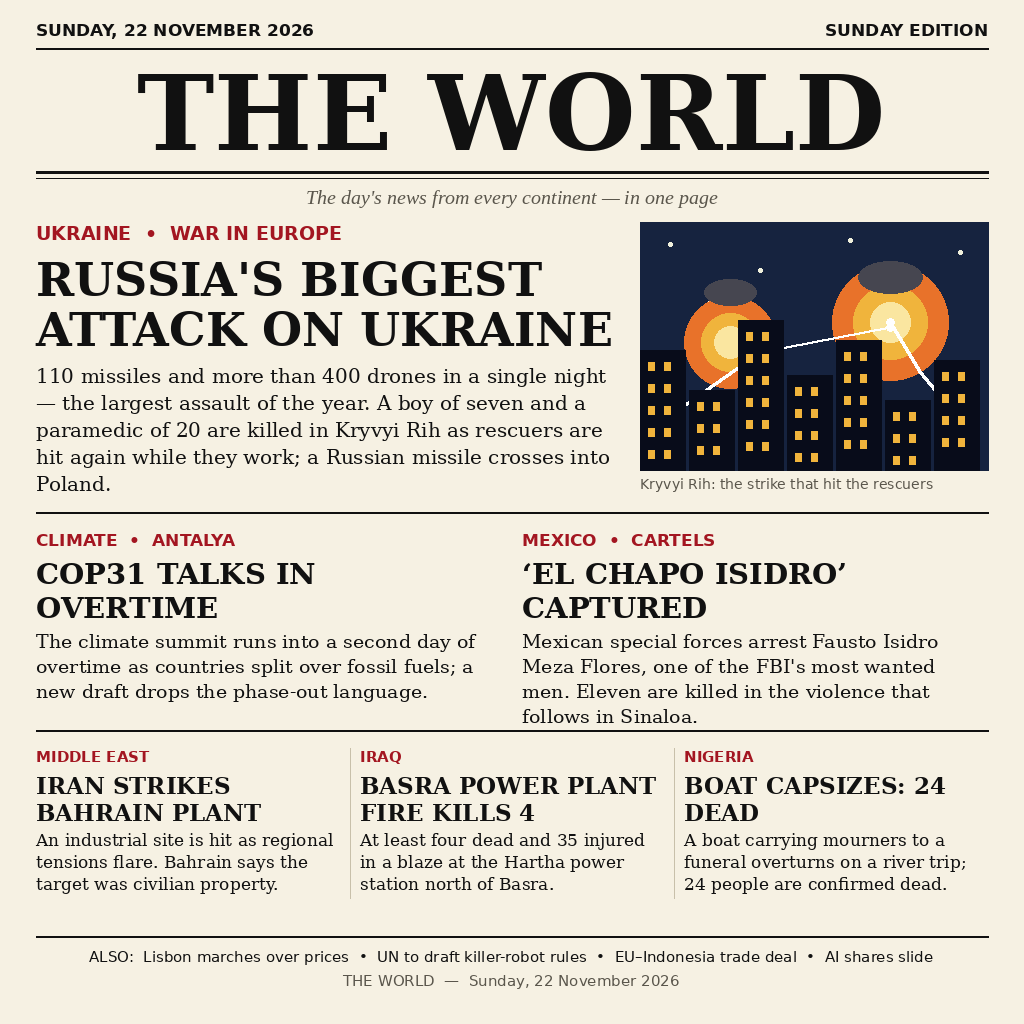 SUNDAY, 22 NOVEMBER 2026
SUNDAY EDITION
THE WORLD
The day's news from every continent — in one page
UKRAINE • WAR IN EUROPE
RUSSIA'S BIGGEST
ATTACK ON UKRAINE
110 missiles and more than 400 drones in a single night
— the largest assault of the year. A boy of seven and a
paramedic of 20 are killed in Kryvyi Rih as rescuers are
hit again while they work; a Russian missile crosses into
Poland.
Kryvyi Rih: the strike that hit the rescuers
CLIMATE • ANTALYA
COP31 TALKS IN
OVERTIME
The climate summit runs into a second day of
overtime as countries split over fossil fuels; a
new draft drops the phase-out language.
MEXICO • CARTELS
‘EL CHAPO ISIDRO’
CAPTURED
Mexican special forces arrest Fausto Isidro
Meza Flores, one of the FBI's most wanted
men. Eleven are killed in the violence that
follows in Sinaloa.
MIDDLE EAST
IRAN STRIKES
BAHRAIN PLANT
An industrial site is hit as regional
tensions flare. Bahrain says the
target was civilian property.
IRAQ
BASRA POWER PLANT
FIRE KILLS 4
At least four dead and 35 injured
in a blaze at the Hartha power
station north of Basra.
NIGERIA
BOAT CAPSIZES: 24
DEAD
A boat carrying mourners to a
funeral overturns on a river trip;
24 people are confirmed dead.
ALSO: Lisbon marches over prices • UN to draft killer-robot rules • EU–Indonesia trade deal • AI shares slide
THE WORLD — Sunday, 22 November 2026